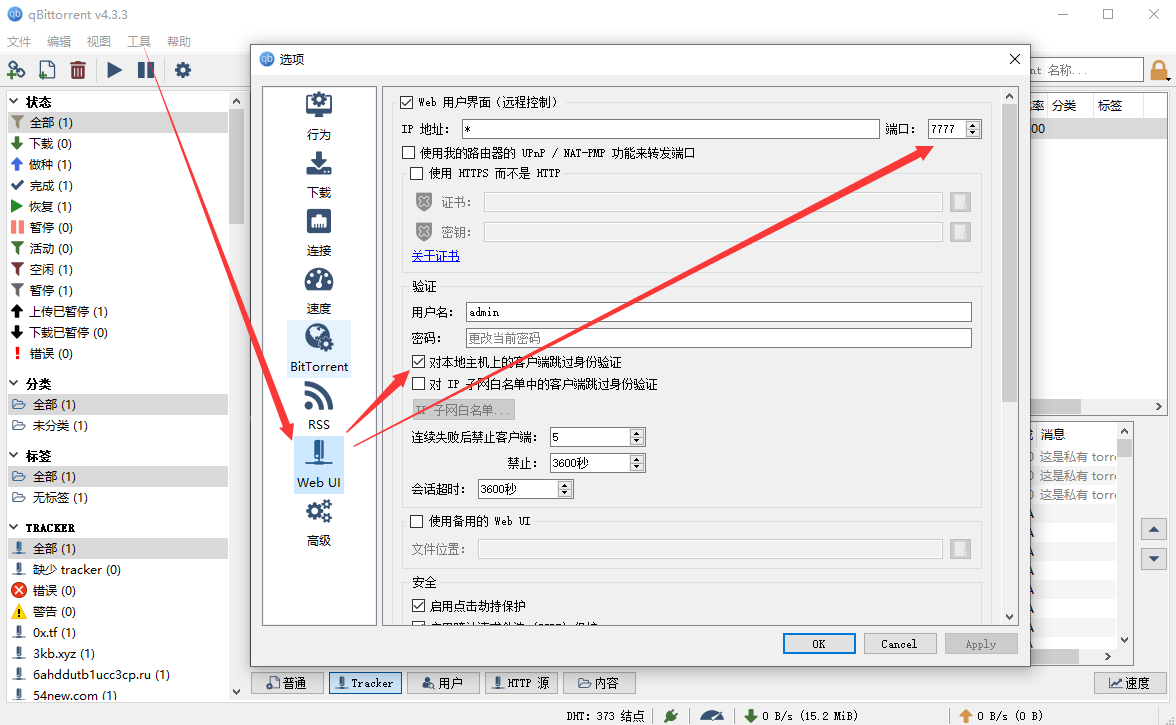 qBittorrent v4.3.3
文件 编辑 视图 工具 帮助
名称...
状态
全部 (1)
下载 (0)
做种 (1)
完成 (1)
恢复 (1)
暂停 (0)
活动 (0)
空闲 (1)
暂停 (1)
上传已暂停 (1)
下载已暂停 (0)
错误 (0)
分类
全部 (1)
未分类 (1)
标签
全部 (1)
无标签 (1)
TRACKER
全部 (1)
缺少 tracker (0)
错误 (0)
警告 (0)
0x.tf (1)
3kb.xyz (1)
6ahddutb1ucc3cp.ru (1)
54new.com (1)
选项
行为
下载
连接
速度
BitTorrent
RSS
Web UI
高级
Web 用户界面（远程控制）
IP 地址: * 端口: 7777
使用我的路由器的 UPnP / NAT-PMP 功能来转发端口
使用 HTTPS 而不是 HTTP
证书:
密钥:
关于证书
验证
用户名: admin
密码: 更改当前密码
对本地主机上的客户端跳过身份验证
对 IP 子网白名单中的客户端跳过身份验证
IP 子网白名单...
连续失败后禁止客户端: 5
禁止: 3600秒
会话超时: 3600秒
使用备用的 Web UI
文件位置:
安全
启用点击劫持保护
OK Cancel Apply
分类 标签
消息
这是私有 torre
这是私有 torre
这是私有 torre
普通 Tracker 用户 HTTP 源 内容 速度
DHT: 373 结点 0 B/s (15.2 MiB) 0 B/s (0 B)